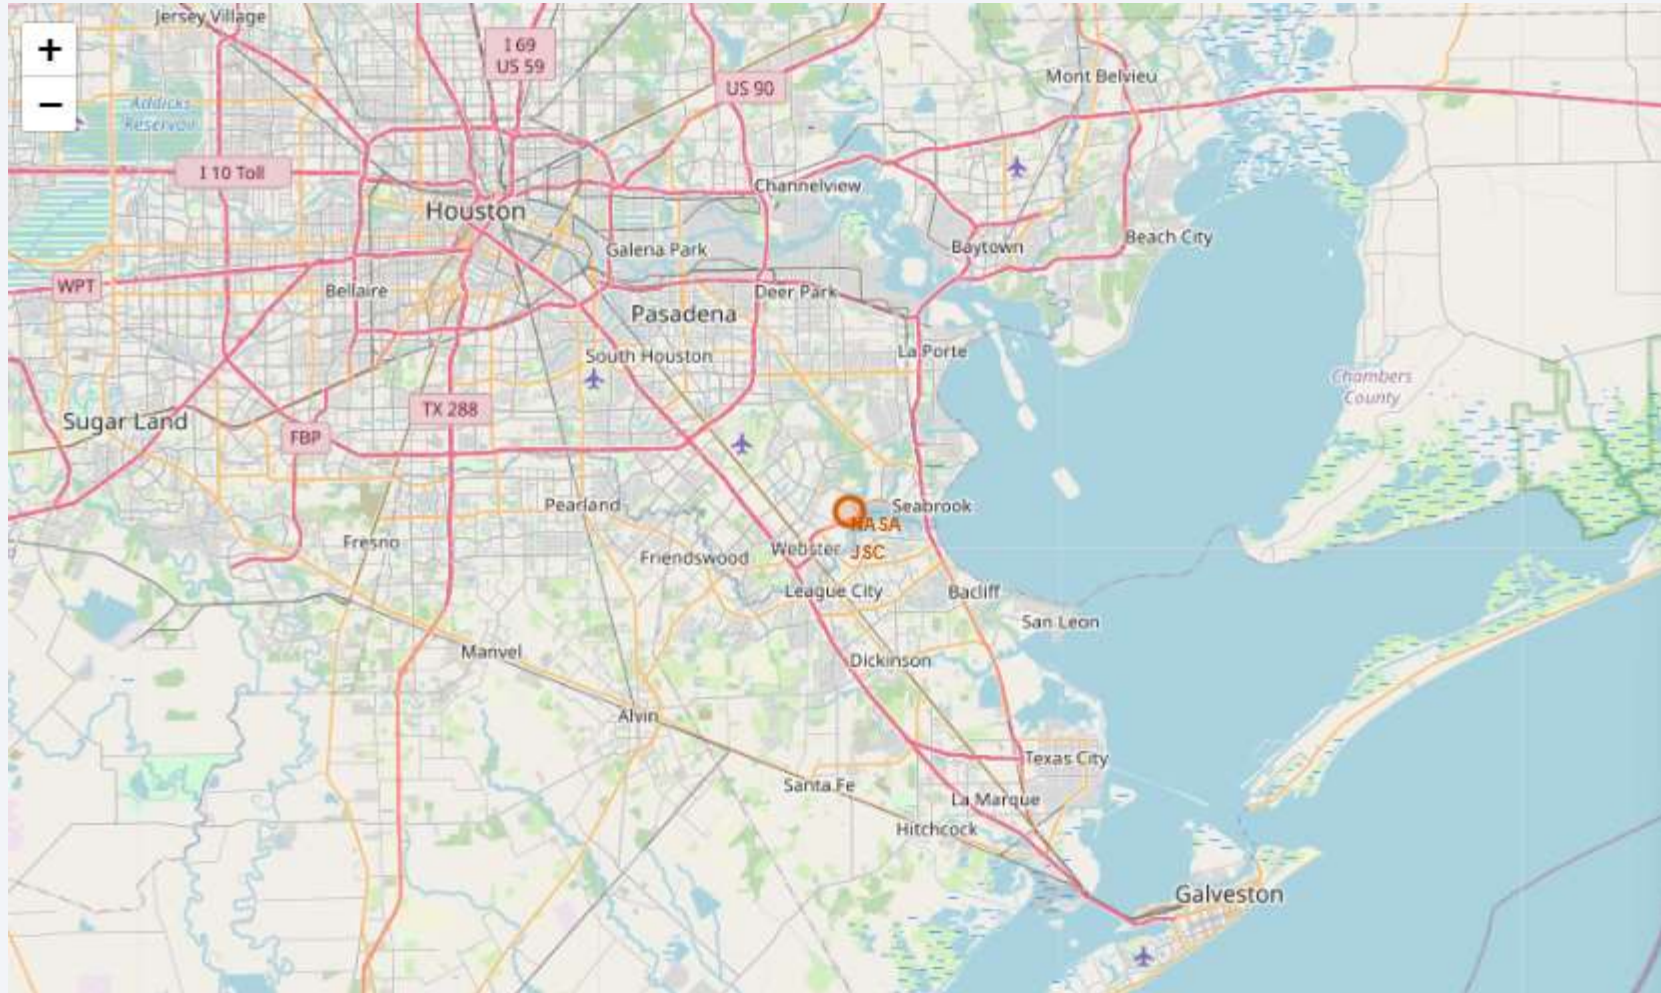 Jersey Village
+
I 69
US 59
Mont Belvieu
US 90
−
Addicks
Reservoir
I 10 Toll
Channelview
Houston
Beach City
Galena Park
Baytown
WPT
Bellaire
Deer Park
Pasadena
La Porte
South Houston
Chambers
County
TX 288
Sugar Land
FBP
Pearland
Seabrook
NASA
JSC
Fresno
Webster
Friendswood
League City
Bacliff
San Leon
Manvel
Dickinson
Alvin
Texas City
Santa Fe
La Marque
Hitchcock
Galveston